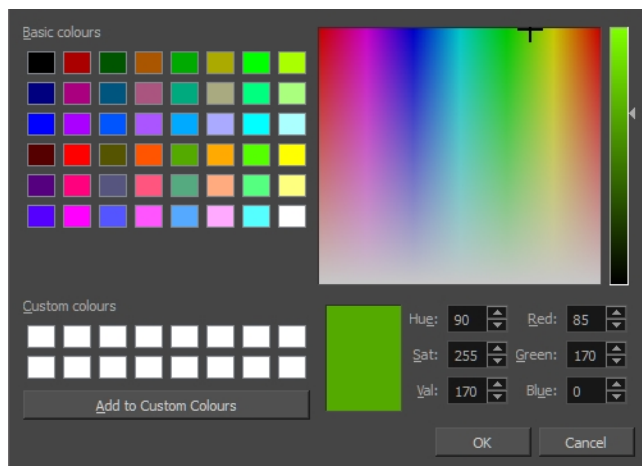 Basic colours
Custom colours
Hue: 90 Red: 85
Sat: 255 Green: 170
Val: 170 Blue: 0
Add to Custom Colours
OK Cancel